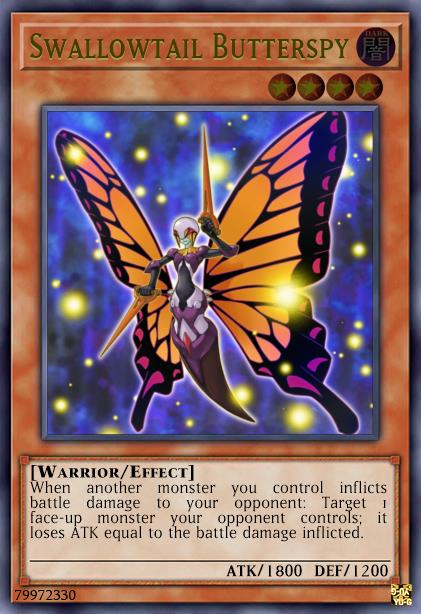 Swallowtail Butterspy
DARK
闇
[Warrior/Effect]
When another monster you control inflicts
battle damage to your opponent: Target 1
face-up monster your opponent controls; it
loses ATK equal to the battle damage inflicted.
ATK/1800 DEF/1200
79972330